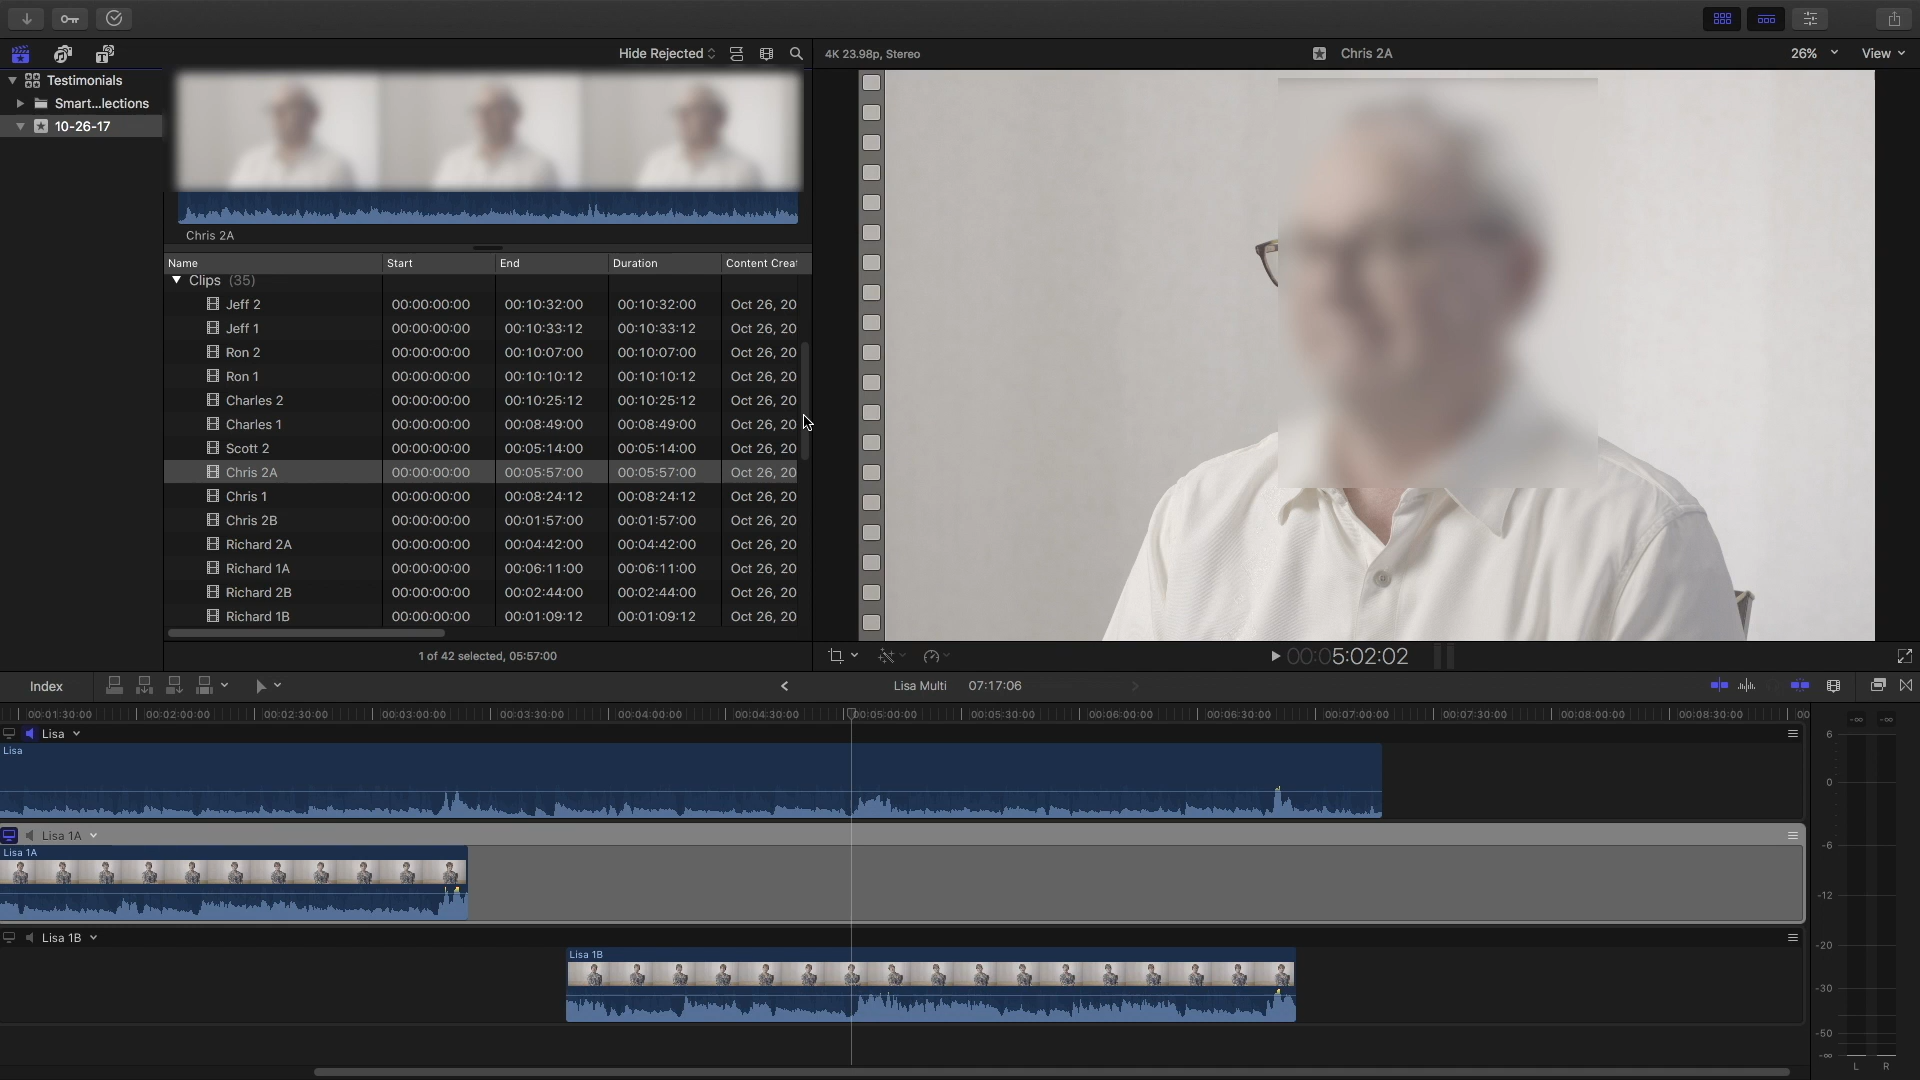 Hide Rejected
4K 23.98p, Stereo
Chris 2A
26%
View
Testimonials
Smart...lections
10-26-17
Chris 2A
Name Start End Duration Content Creat
Clips (35)
Jeff 2 00:00:00:00 00:10:32:00 00:10:32:00 Oct 26, 20
Jeff 1 00:00:00:00 00:10:33:12 00:10:33:12 Oct 26, 20
Ron 2 00:00:00:00 00:10:07:00 00:10:07:00 Oct 26, 20
Ron 1 00:00:00:00 00:10:10:12 00:10:10:12 Oct 26, 20
Charles 2 00:00:00:00 00:10:25:12 00:10:25:12 Oct 26, 20
Charles 1 00:00:00:00 00:08:49:00 00:08:49:00 Oct 26, 20
Scott 2 00:00:00:00 00:05:14:00 00:05:14:00 Oct 26, 20
Chris 2A 00:00:00:00 00:05:57:00 00:05:57:00 Oct 26, 20
Chris 1 00:00:00:00 00:08:24:12 00:08:24:12 Oct 26, 20
Chris 2B 00:00:00:00 00:01:57:00 00:01:57:00 Oct 26, 20
Richard 2A 00:00:00:00 00:04:42:00 00:04:42:00 Oct 26, 20
Richard 1A 00:00:00:00 00:06:11:00 00:06:11:00 Oct 26, 20
Richard 2B 00:00:00:00 00:02:44:00 00:02:44:00 Oct 26, 20
Richard 1B 00:00:00:00 00:01:09:12 00:01:09:12 Oct 26, 20
1 of 42 selected, 05:57:00
00:05:02:02
Index
Lisa Multi 07:17:06
00:01:30:00 00:02:00:00 00:02:30:00 00:03:00:00 00:03:30:00 00:04:00:00 00:04:30:00 00:05:00:00 00:05:30:00 00:06:00:00 00:06:30:00 00:07:00:00 00:07:30:00 00:08:00:00 00:08:30:00 00
Lisa
Lisa
Lisa 1A
Lisa 1A
Lisa 1B
Lisa 1B
-∞ -∞
6
0
-6
-12
-20
-30
-50
-∞
L R